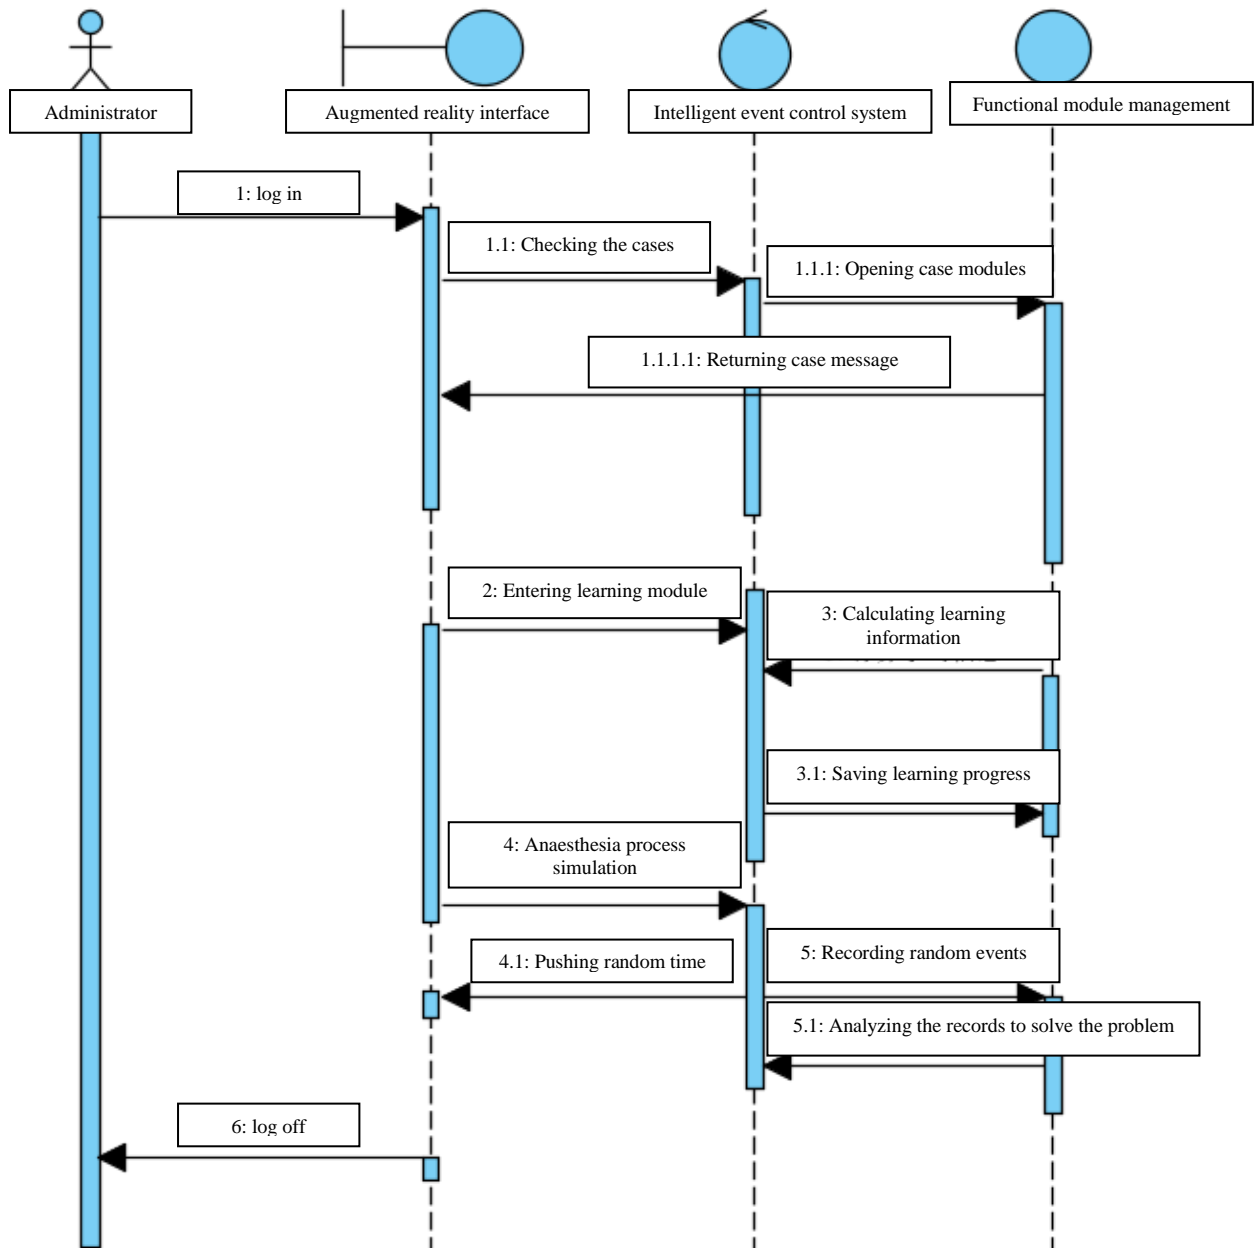 Administrator
Augmented reality interface
Intelligent event control system
Functional module management
1: log in
1.1: Checking the cases
1.1.1: Opening case modules
1.1.1.1: Returning case message
2: Entering learning module
3: Calculating learning
information
3.1: Saving learning progress
4: Anaesthesia process
simulation
4.1: Pushing random time
5: Recording random events
5.1: Analyzing the records to solve the problem
6: log off